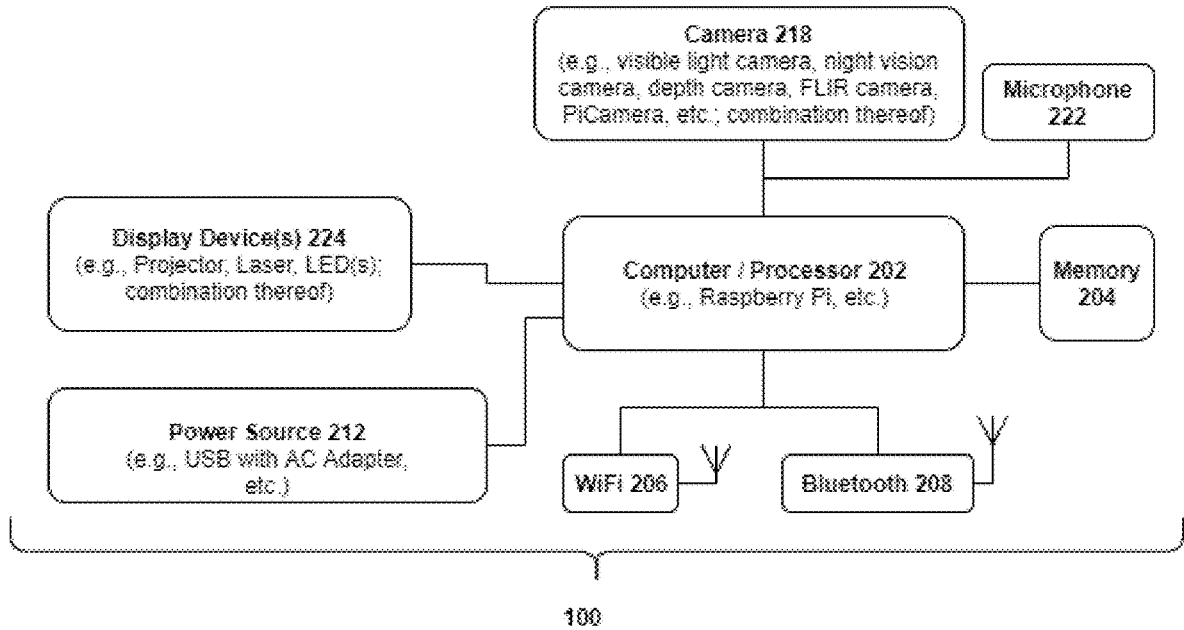 Camera 218
(e.g., visible light camera, night vision
camera, depth camera, FLIR camera,
PiCamera, etc.; combination thereof)
Microphone
222
Display Device(s) 224
(e.g., Projector, Laser, LED(s);
combination thereof)
Computer / Processor 202
(e.g., Raspberry Pi, etc.)
Memory
204
Power Source 212
(e.g., USB with AC Adapter,
etc.)
WiFi 206
Bluetooth 208
100